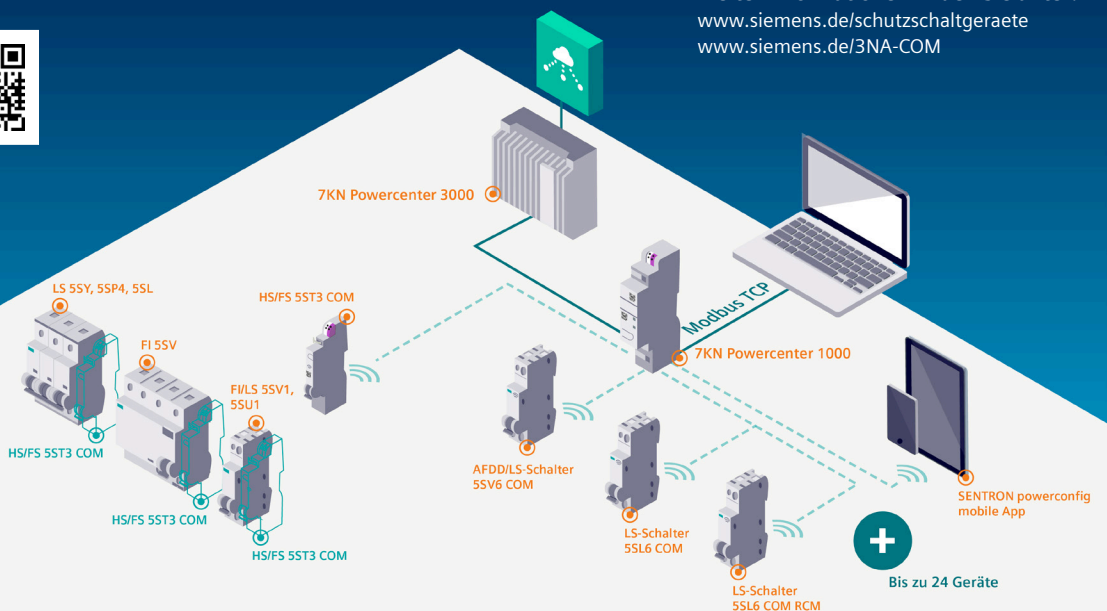 www.siemens.de/schutzschaltgeraete
www.siemens.de/3NA-COM
7KN Powercenter 3000
LS 5SY, 5SP4, 5SL
HS/FS 5ST3 COM
FI 5SV
FI/LS 5SV1,
5SU1
Modbus TCP
7KN Powercenter 1000
HS/FS 5ST3 COM
HS/FS 5ST3 COM
HS/FS 5ST3 COM
AFDD/LS-Schalter
5SV6 COM
LS-Schalter
5SL6 COM
LS-Schalter
5SL6 COM RCM
SENTRON powerconfig
mobile App
+
Bis zu 24 Geräte